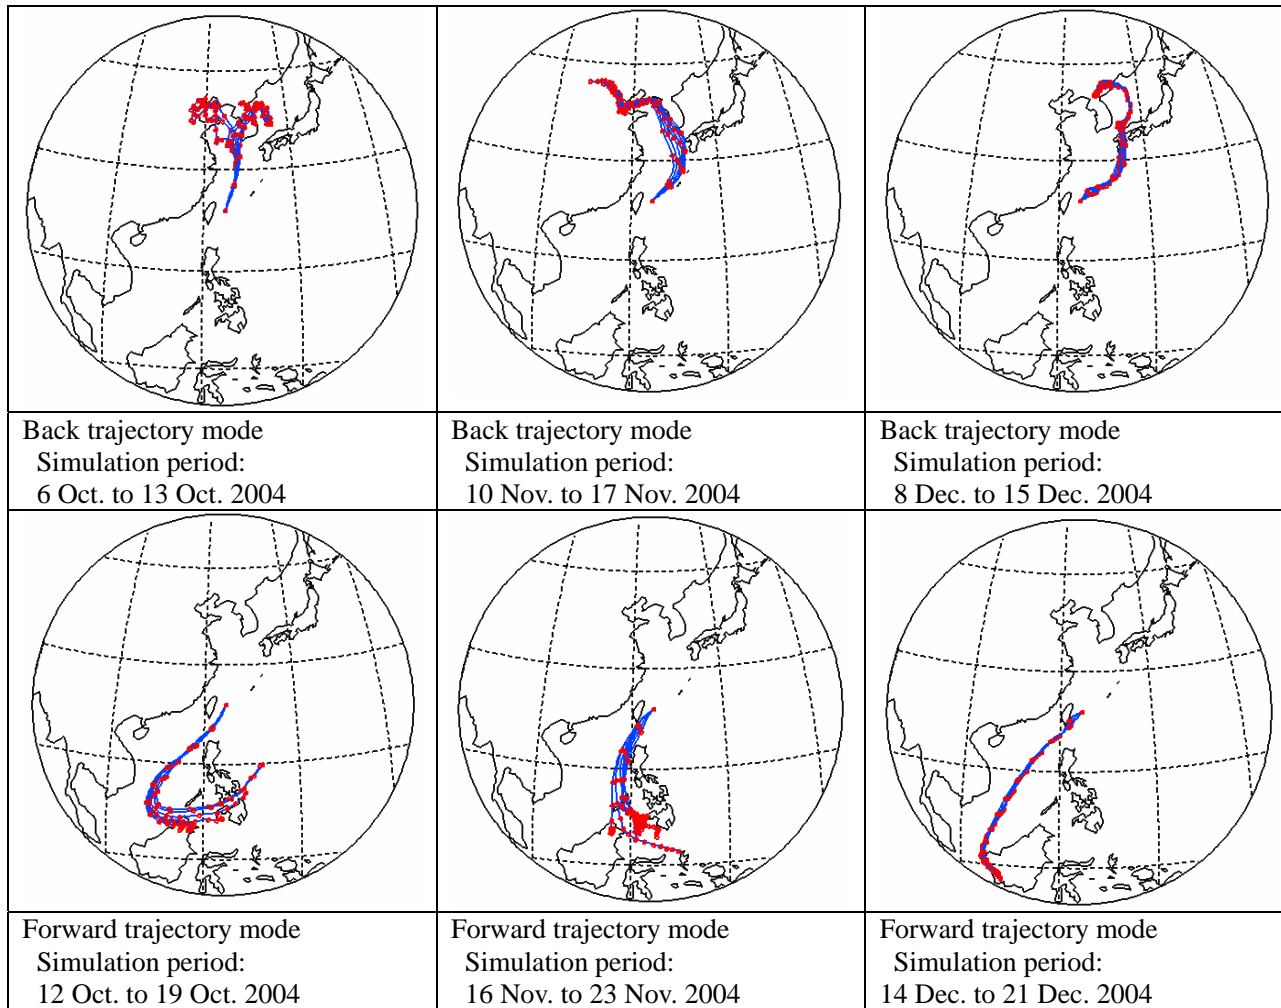 Back trajectory mode
Simulation period:
6 Oct. to 13 Oct. 2004
Back trajectory mode
Simulation period:
10 Nov. to 17 Nov. 2004
Back trajectory mode
Simulation period:
8 Dec. to 15 Dec. 2004
Forward trajectory mode
Simulation period:
12 Oct. to 19 Oct. 2004
Forward trajectory mode
Simulation period:
16 Nov. to 23 Nov. 2004
Forward trajectory mode
Simulation period:
14 Dec. to 21 Dec. 2004